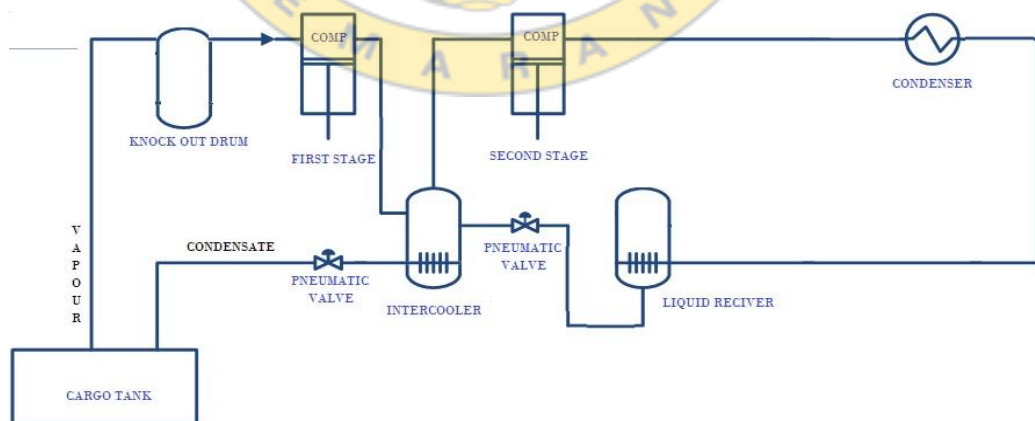 E M A R A N
COMP
COMP
CONDENSER
KNOCK OUT DRUM
FIRST STAGE
SECOND STAGE
VAPOUR
CONDENSATE
PNEUMATIC
VALVE
PNEUMATIC
VALVE
INTERCOOLER
LIQUID RECIVER
CARGO TANK